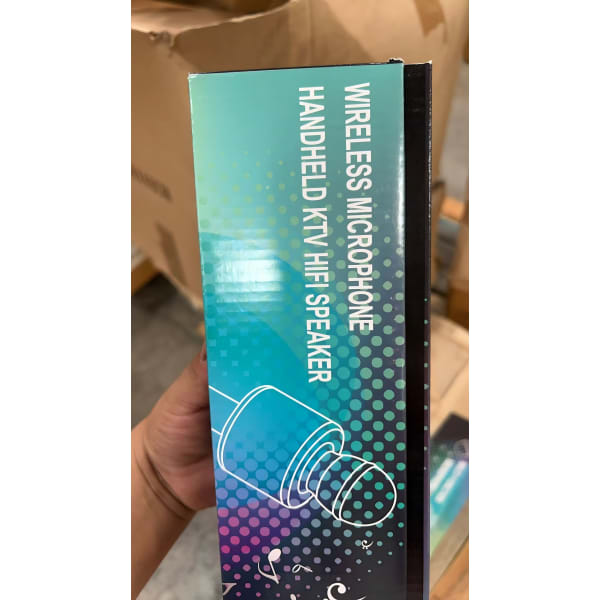 WIRELESS MICROPHONE
HANDHELD KTV HIFI SPEAKER